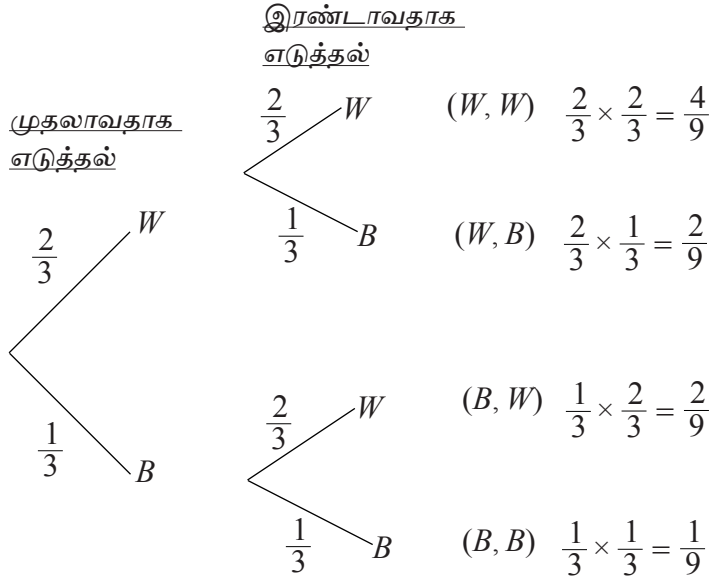 இரண்டாவதாக
எடுத்தல்
முதலாவதாக
எடுத்தல்
2/3 W (W, W) 2/3 × 2/3 = 4/9
1/3 B (W, B) 2/3 × 1/3 = 2/9
2/3 W
1/3 B
2/3 W (B, W) 1/3 × 2/3 = 2/9
1/3 B (B, B) 1/3 × 1/3 = 1/9